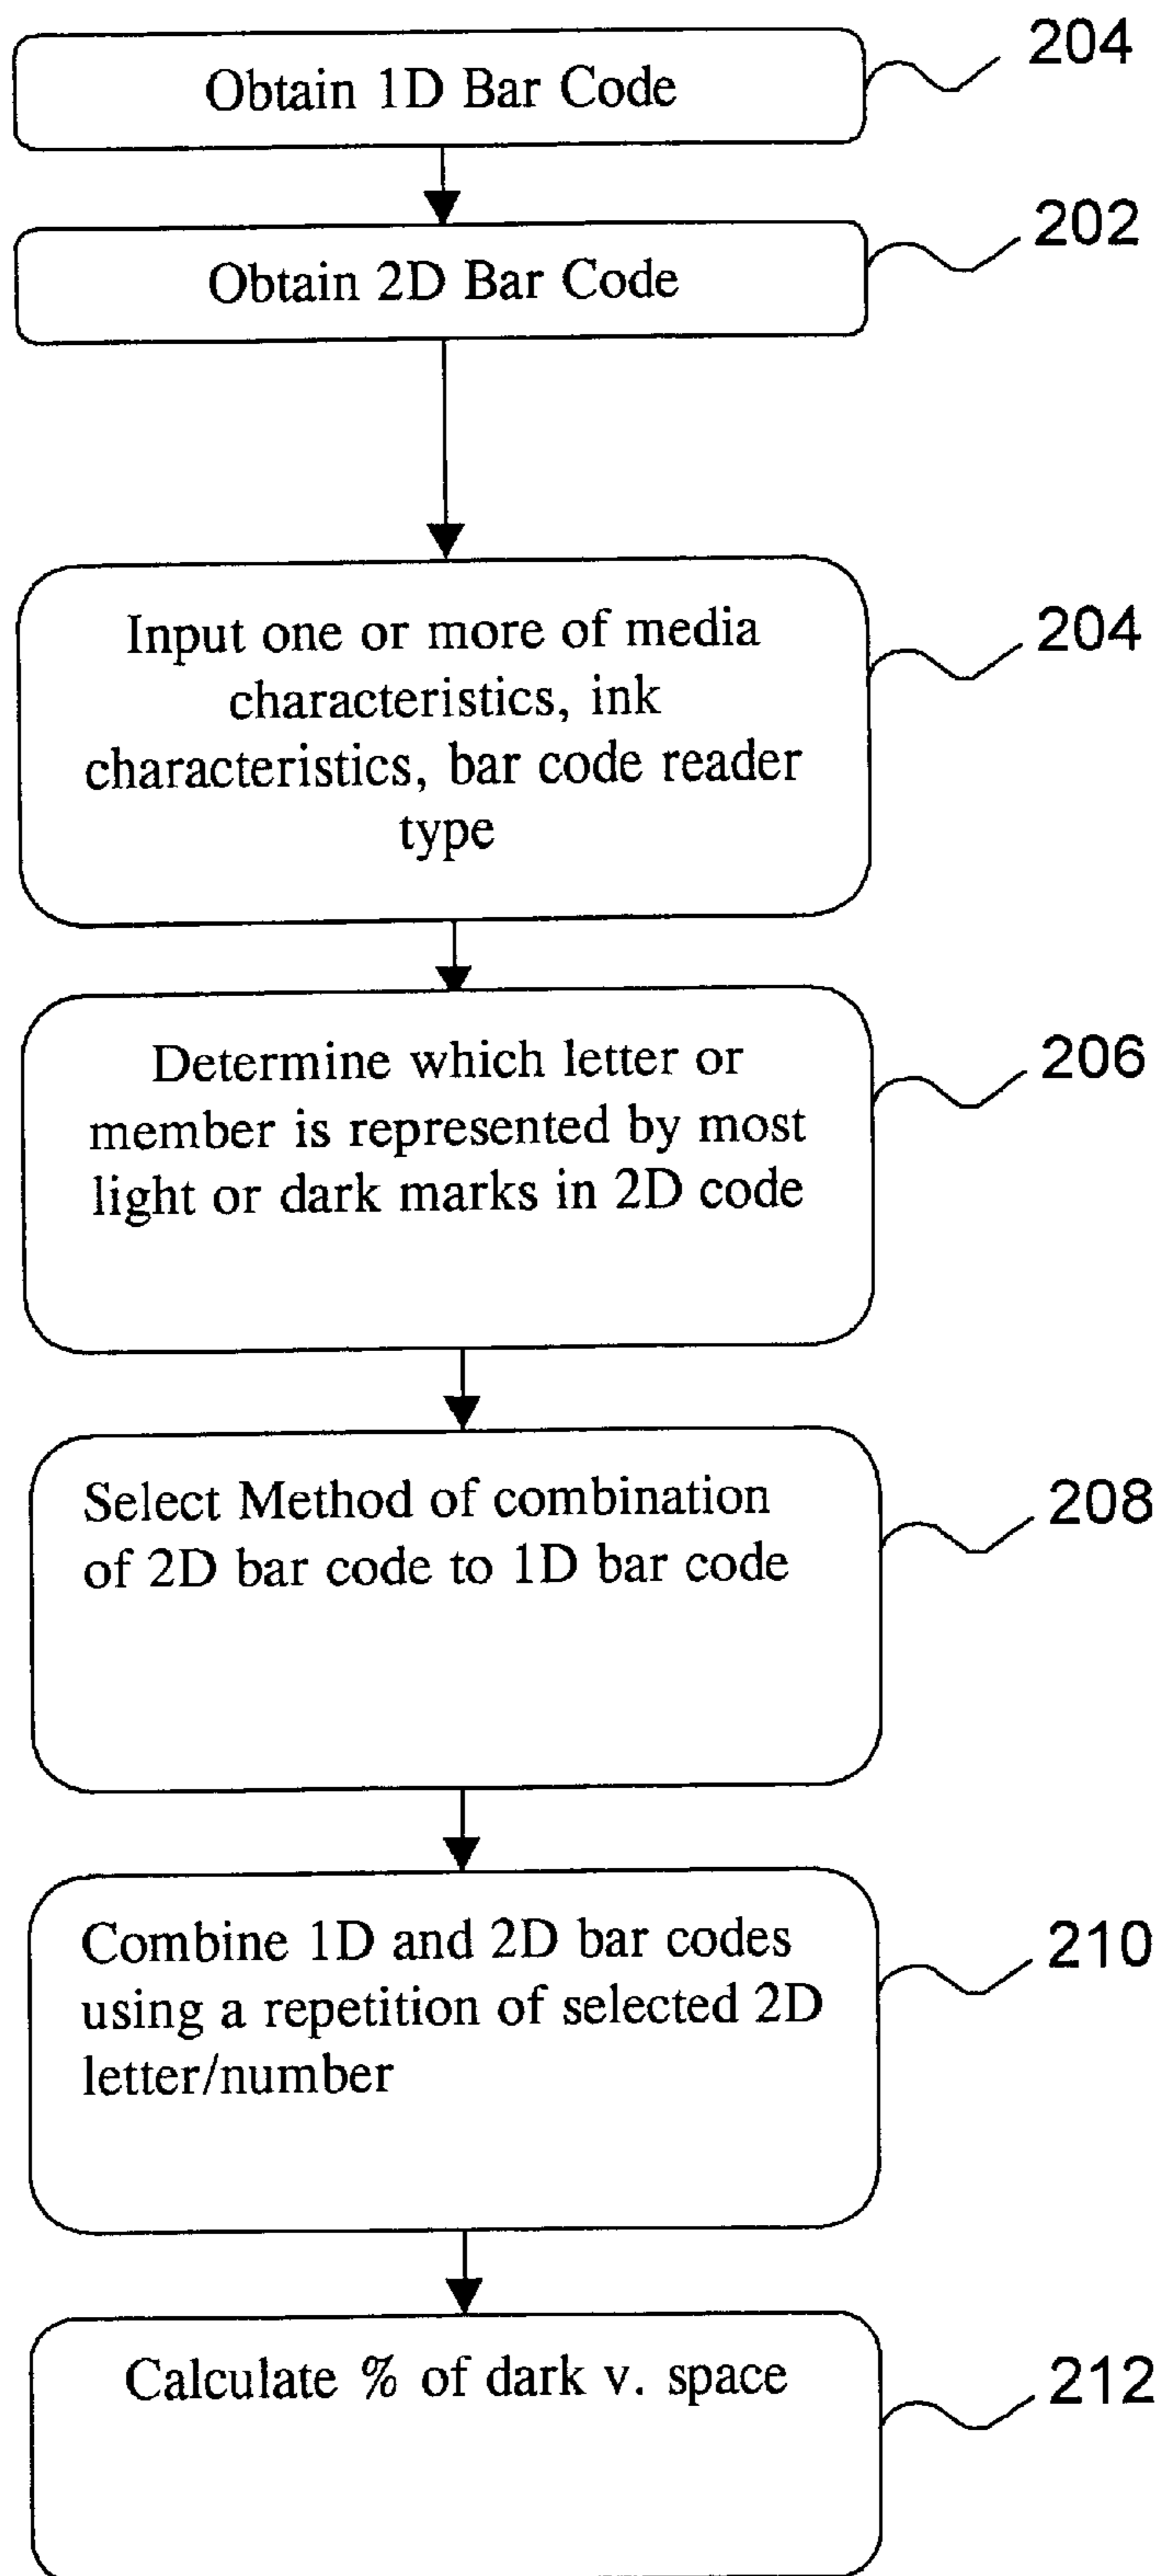 Obtain 1D Bar Code
204
Obtain 2D Bar Code
202
Input one or more of media
characteristics, ink
characteristics, bar code reader
type
204
Determine which letter or
member is represented by most
light or dark marks in 2D code
206
Select Method of combination
of 2D bar code to 1D bar code
208
Combine 1D and 2D bar codes
using a repetition of selected 2D
letter/number
210
Calculate % of dark v. space
212